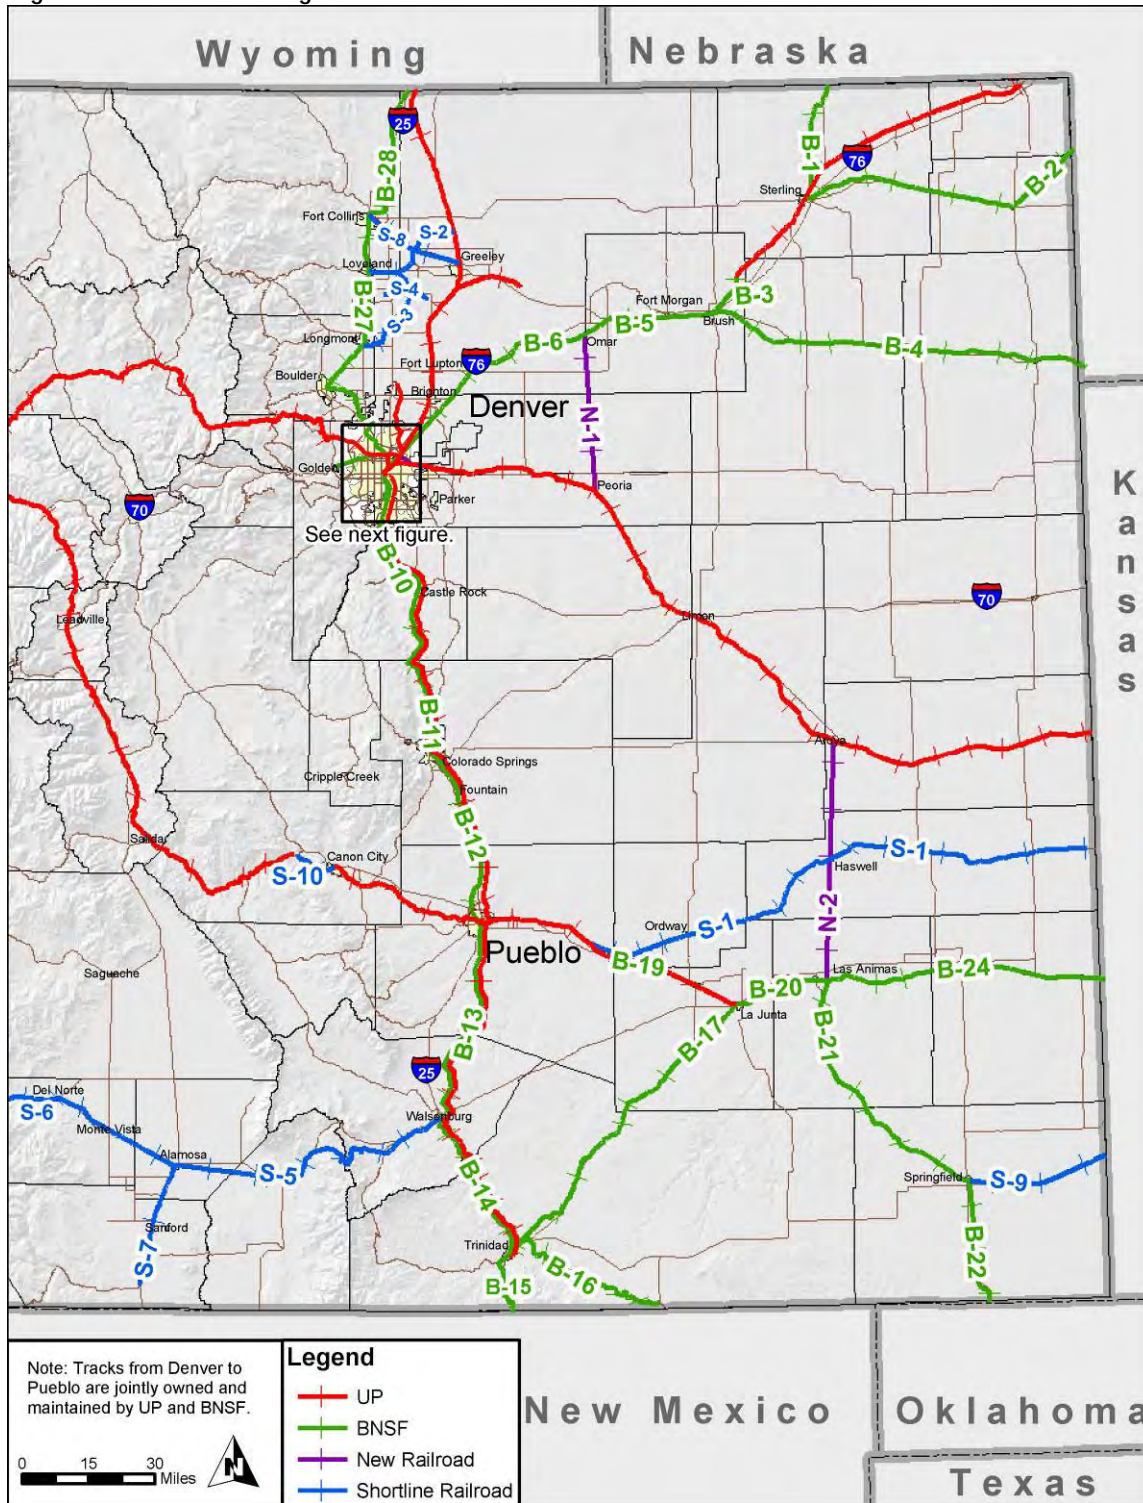 Wyoming
Nebraska
25
B-28
B-1
76
Sterling
B-2
Fort Collins
S-8
S-2
Greeley
Loveland
S-4
B-27
S-3
Longmont
Fort Morgan
B-3
B-5
Brush
B-6
Omar
B-4
Fort Lupton
76
Boulder
Brighton
Denver
N-1
Golden
Parker
Peoria
70
See next figure.
Kansas
B-10
Castle Rock
70
Leadville
Limon
B-11
Aroya
Colorado Springs
Cripple Creek
Fountain
B-12
Salida
Canon City
S-10
S-1
Haswell
N-2
Ordway
S-1
Pueblo
B-19
Saguache
Las Animas
B-24
B-20
La Junta
B-13
B-17
B-21
25
Del Norte
S-6
Walsenburg
Monte Vista
Alamosa
S-5
B-14
Springfield
S-9
Sanford
S-7
Trinidad
B-22
B-16
B-15
Note: Tracks from Denver to
Pueblo are jointly owned and
maintained by UP and BNSF.
0 15 30
Miles
N
Legend
UP
BNSF
New Railroad
Shortline Railroad
New Mexico
Oklahoma
Texas